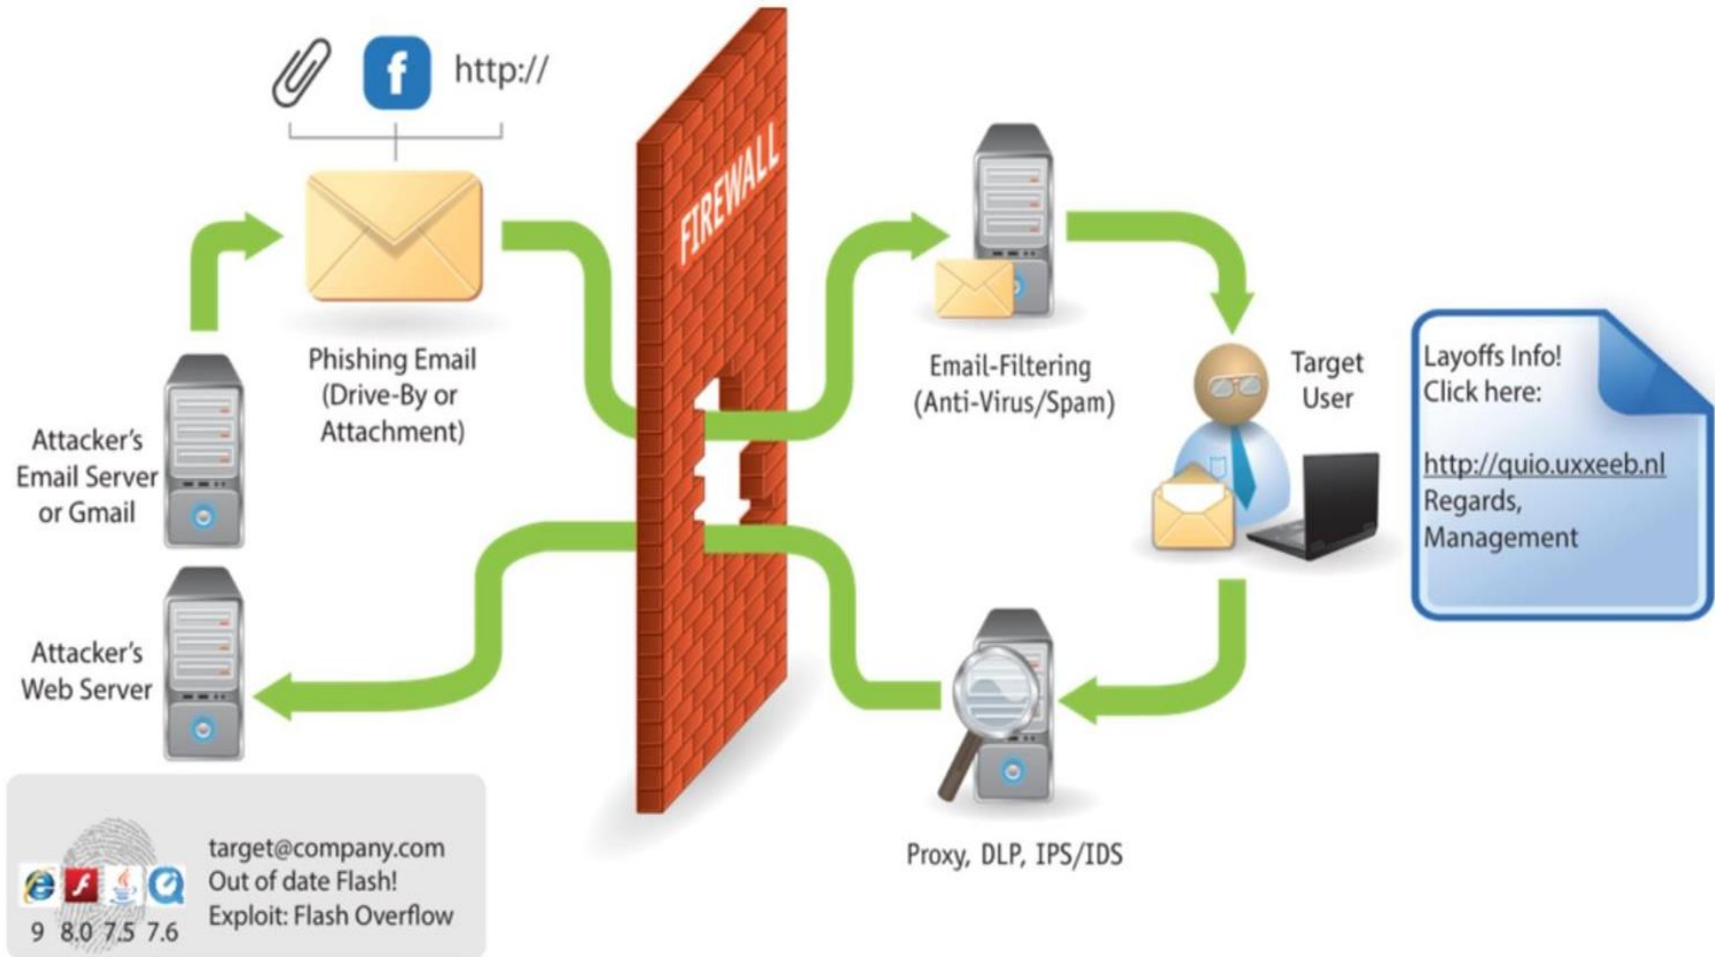 f
http://
FIREWALL
Phishing Email
(Drive-By or
Attachment)
Email-Filtering
(Anti-Virus/Spam)
Target
User
Layoffs Info!
Click here:
http://quio.uxxeeb.nl
Regards,
Management
Attacker's
Email Server
or Gmail
Attacker's
Web Server
Proxy, DLP, IPS/IDS
target@company.com
Out of date Flash!
Exploit: Flash Overflow
9 8.0 7.5 7.6